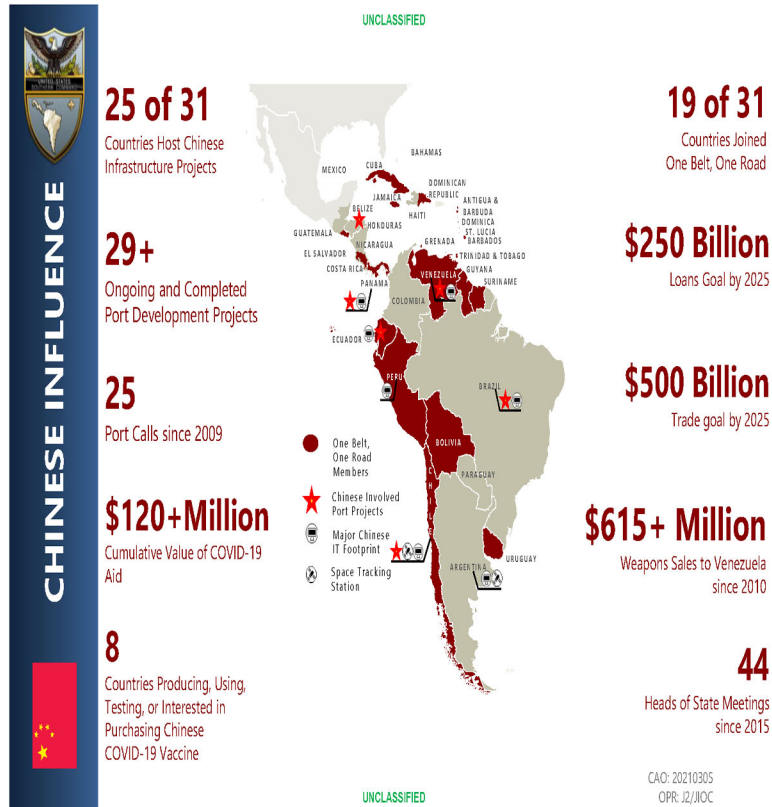 UNCLASSIFIED
UNITED STATES
SOUTHERN COMMAND
CHINESE INFLUENCE
25 of 31
Countries Host Chinese
Infrastructure Projects
29+
Ongoing and Completed
Port Development Projects
25
Port Calls since 2009
$120+Million
Cumulative Value of COVID-19
Aid
8
Countries Producing, Using,
Testing, or Interested in
Purchasing Chinese
COVID-19 Vaccine
MEXICO
CUBA
BAHAMAS
JAMAICA
DOMINICAN
REPUBLIC
HAITI
BELIZE
ANTIGUA &
BARBUDA
DOMINICA
ST. LUCIA
BARBADOS
GUATEMALA
HONDURAS
NICARAGUA
GRENADA
EL SALVADOR
TRINIDAD & TOBAGO
COSTA RICA
VENEZUELA
GUYANA
PANAMA
SURINAME
COLOMBIA
ECUADOR
PERU
BRAZIL
BOLIVIA
PARAGUAY
CHILE
URUGUAY
ARGENTINA
One Belt,
One Road
Members
Chinese Involved
Port Projects
Major Chinese
IT Footprint
Space Tracking
Station
19 of 31
Countries Joined
One Belt, One Road
$250 Billion
Loans Goal by 2025
$500 Billion
Trade goal by 2025
$615+ Million
Weapons Sales to Venezuela
since 2010
44
Heads of State Meetings
since 2015
CAO: 20210305
OPR: J2/JIOC
UNCLASSIFIED